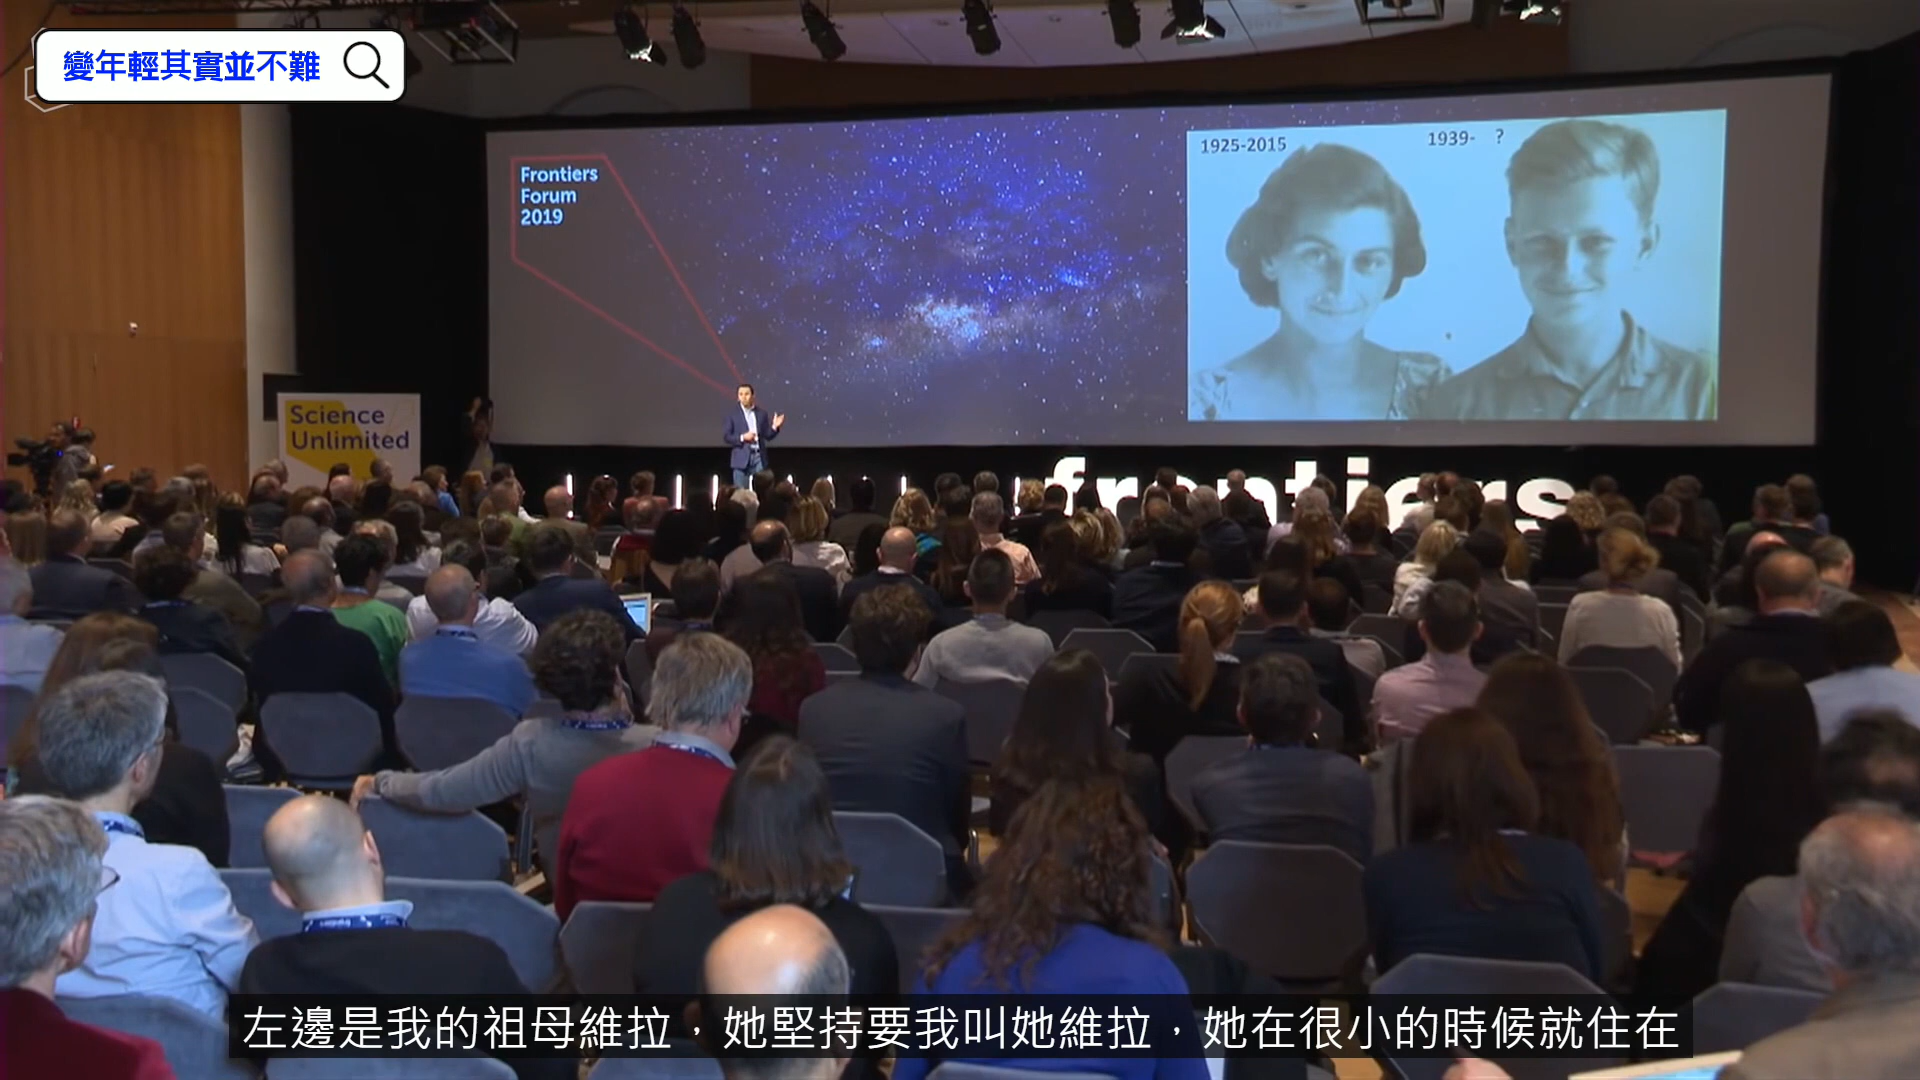 變年輕其實並不難
Frontiers
Forum
2019
1925-2015
1939- ?
Science
Unlimited
frontiers
左邊是我的祖母維拉，她堅持要我叫她維拉，她在很小的時候就住在